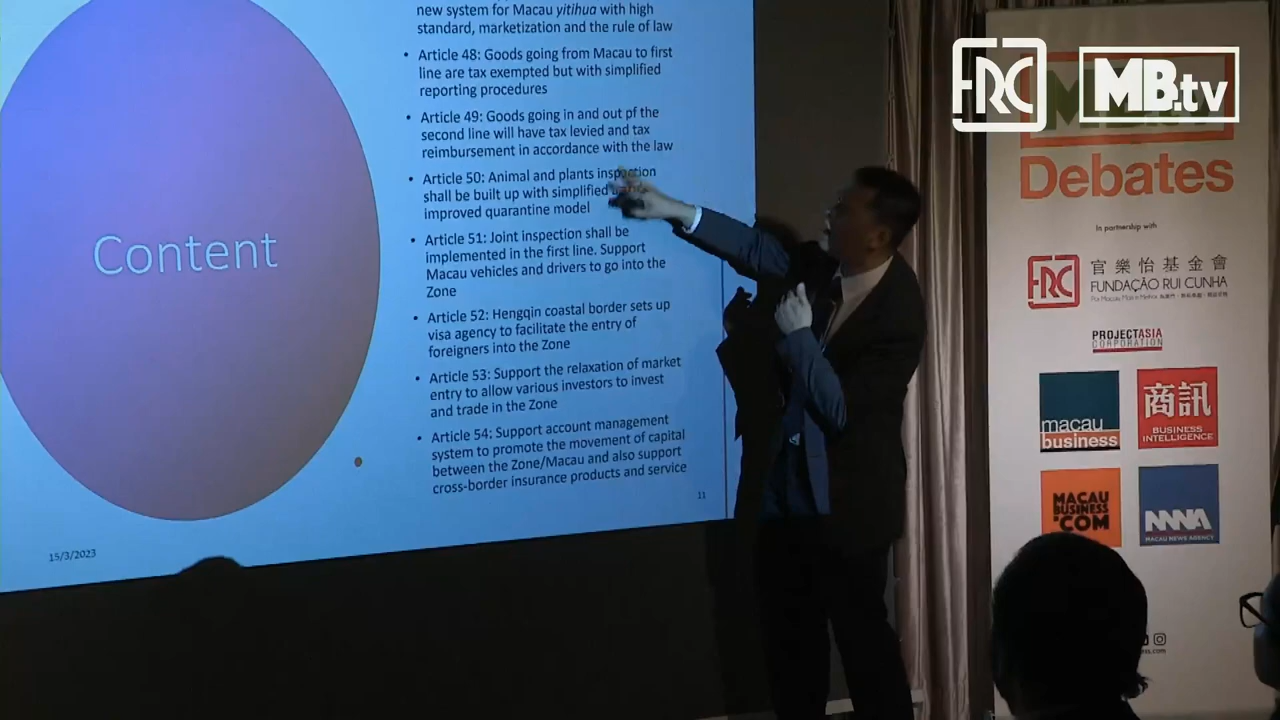 new system for Macau yitihua with high
standard, marketization and the rule of law
• Article 48: Goods going from Macau to first
line are tax exempted but with simplified
reporting procedures
• Article 49: Goods going in and out pf the
second line will have tax levied and tax
reimbursement in accordance with the law
• Article 50: Animal and plants inspection
shall be built up with simplified
improved quarantine model
• Article 51: Joint inspection shall be
implemented in the first line. Support
Macau vehicles and drivers to go into the
Zone
• Article 52: Hengqin coastal border sets up
visa agency to facilitate the entry of
foreigners into the Zone
• Article 53: Support the relaxation of market
entry to allow various investors to invest
and trade in the Zone
• Article 54: Support account management
system to promote the movement of capital
between the Zone/Macau and also support
cross-border insurance products and service
Content
11
15/3/2023
FRC
MB.tv
Debates
In partnership with
FRC
官樂怡基金會
FUNDAÇÃO RUI CUNHA
PROJECTASIA
CORPORATION
macau
business
商訊
BUSINESS
INTELLIGENCE
MACAU
BUSINESS
.COM
MNA
MACAU NEWS AGENCY